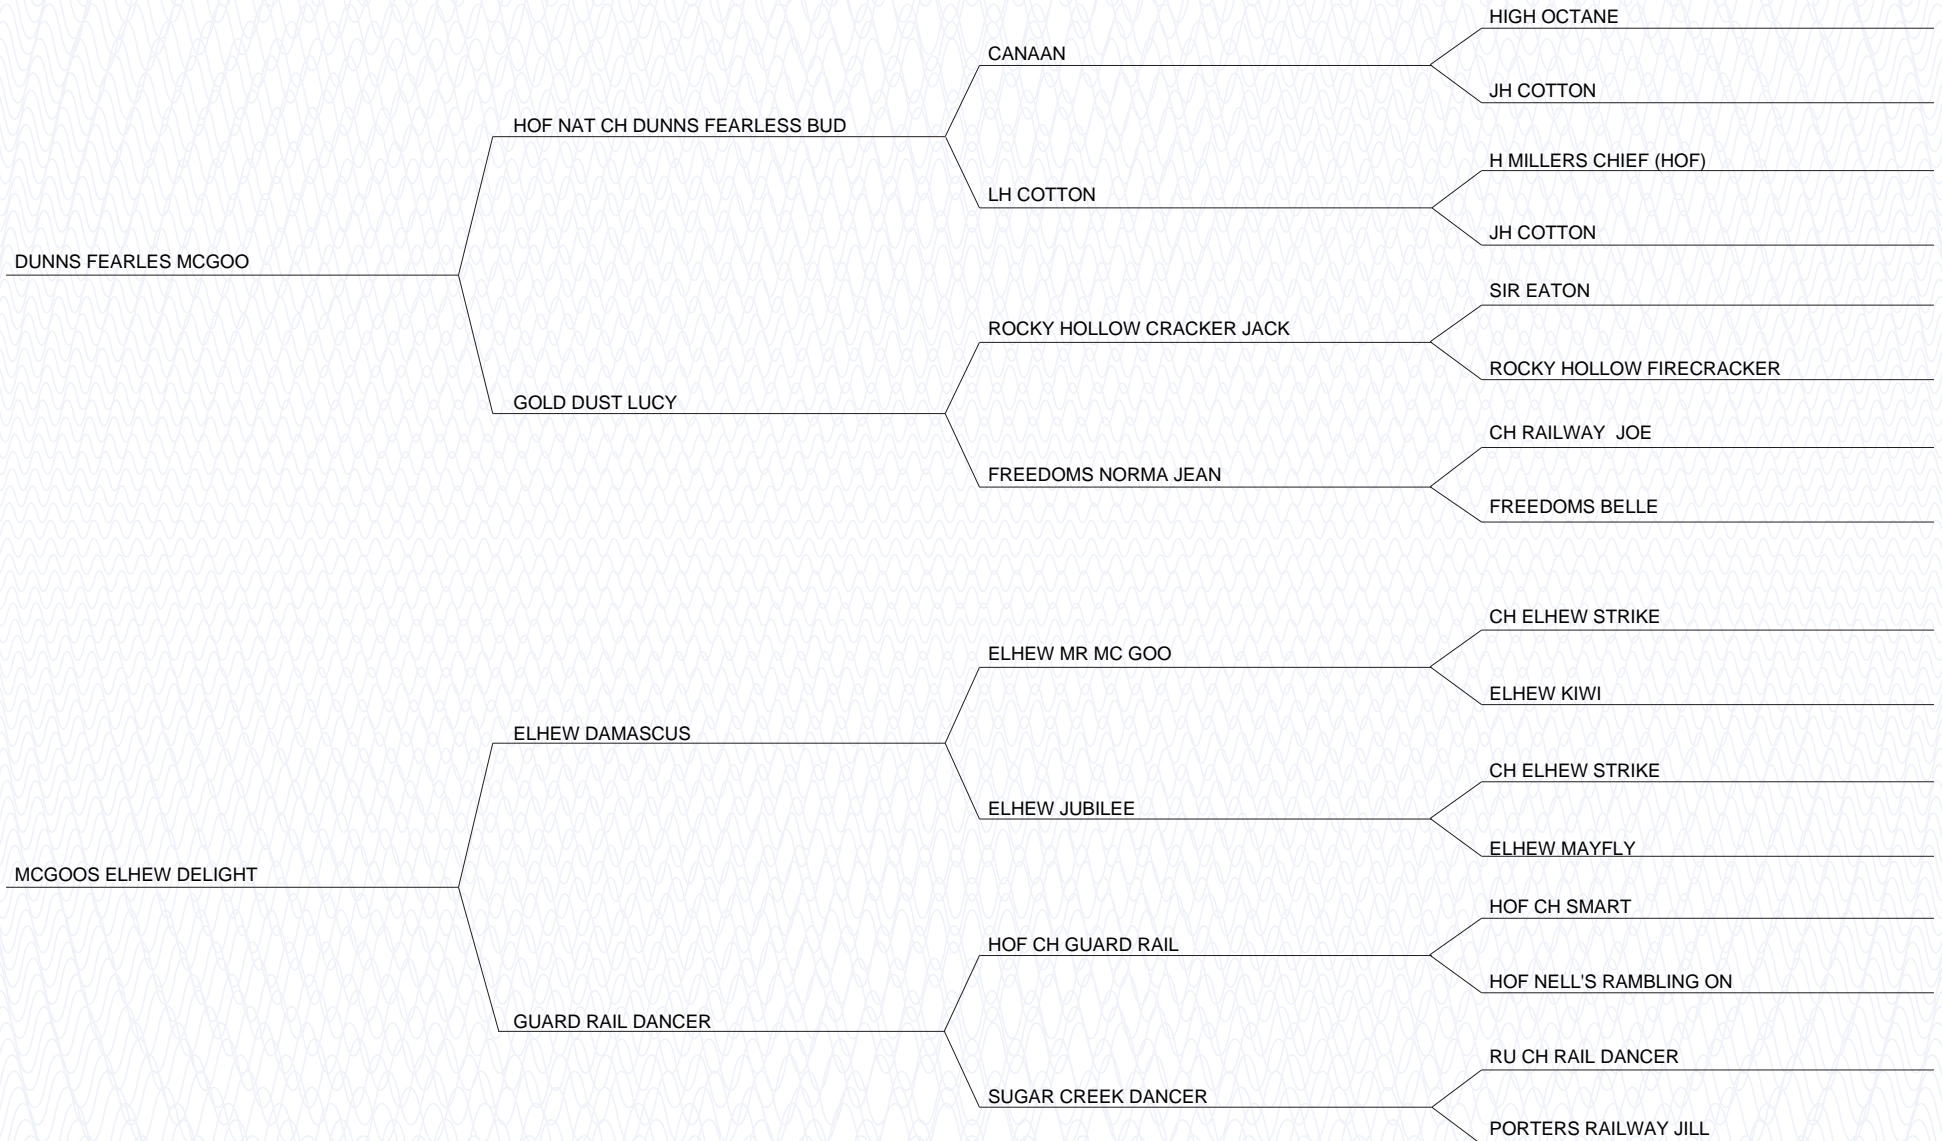 HIGH OCTANE
CANAAN
JH COTTON
HOF NAT CH DUNNS FEARLESS BUD
H MILLERS CHIEF (HOF)
LH COTTON
JH COTTON
DUNNS FEARLES MCGOO
SIR EATON
ROCKY HOLLOW CRACKER JACK
ROCKY HOLLOW FIRECRACKER
GOLD DUST LUCY
CH RAILWAY  JOE
FREEDOMS NORMA JEAN
FREEDOMS BELLE
CH ELHEW STRIKE
ELHEW MR MC GOO
ELHEW KIWI
ELHEW DAMASCUS
CH ELHEW STRIKE
ELHEW JUBILEE
ELHEW MAYFLY
MCGOOS ELHEW DELIGHT
HOF CH SMART
HOF CH GUARD RAIL
HOF NELL'S RAMBLING ON
GUARD RAIL DANCER
RU CH RAIL DANCER
SUGAR CREEK DANCER
PORTERS RAILWAY JILL